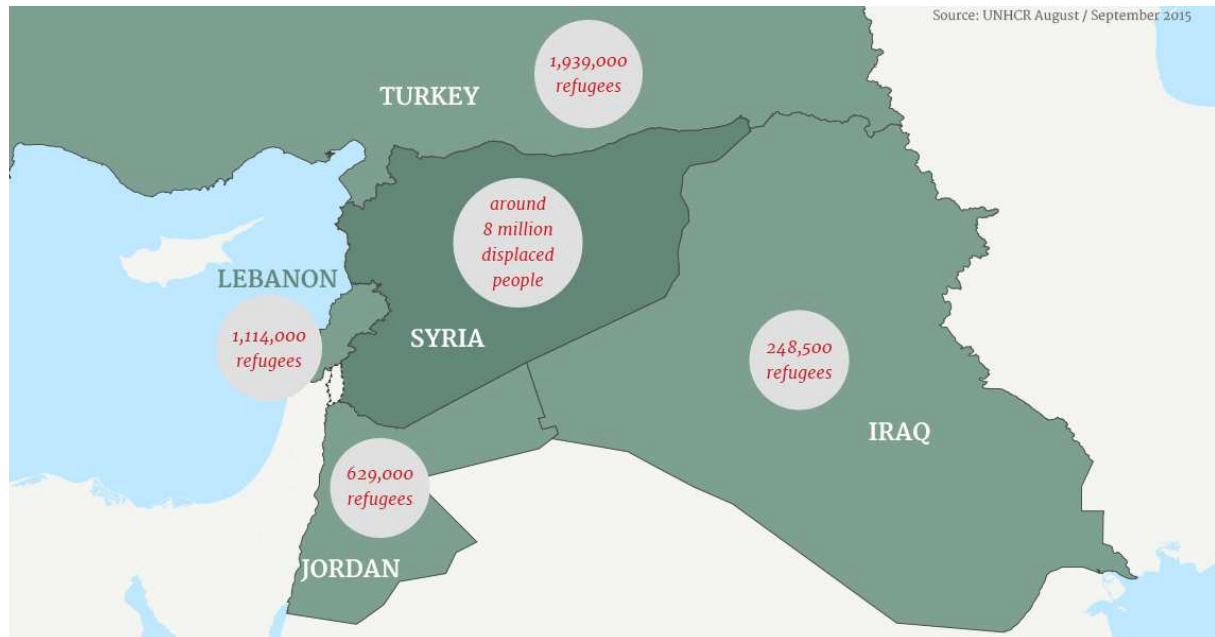 Source: UNHCR August / September 2015
1,939,000
refugees
TURKEY
around
8 million
displaced
people
LEBANON
1,114,000
refugees
SYRIA
248,500
refugees
IRAQ
629,000
refugees
JORDAN